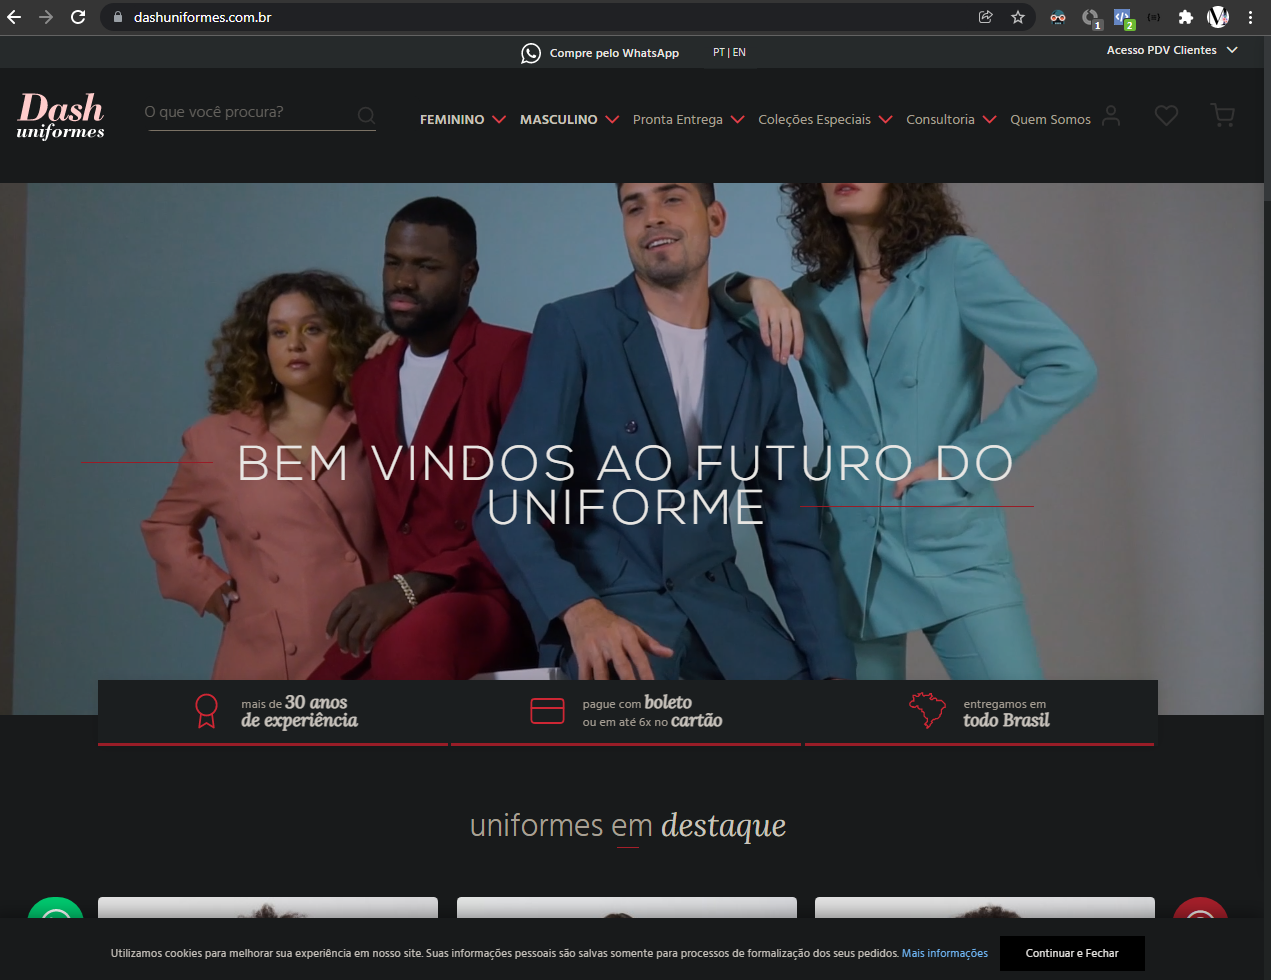 dashuniformes.com.br
1
2
Compre pelo WhatsApp
PT | EN
Acesso PDV Clientes
Dash
uniformes
O que você procura?
FEMININO
MASCULINO
Pronta Entrega
Coleções Especiais
Consultoria
Quem Somos
BEM VINDOS AO FUTURO DO
UNIFORME
mais de 30 anos
de experiência
pague com boleto
ou em até 6x no cartão
entregamos em
todo Brasil
uniformes em destaque
Utilizamos cookies para melhorar sua experiência em nosso site. Suas informações pessoais são salvas somente para processos de formalização dos seus pedidos. Mais informações
Continuar e Fechar